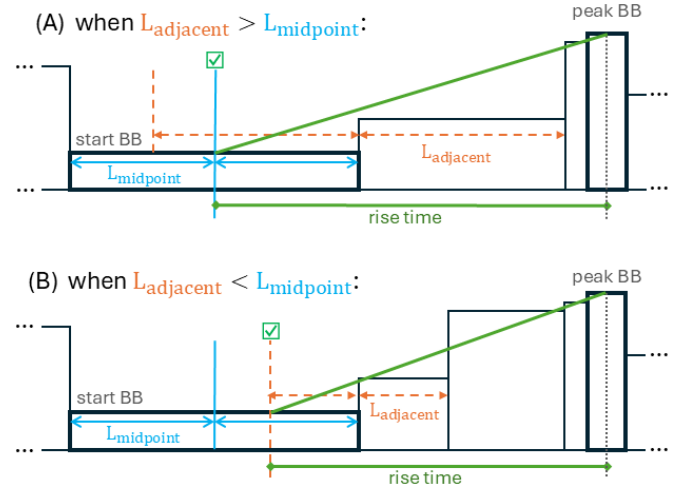 peak BB
(A) when L_adjacent > L_midpoint:
...
...
start BB
L_midpoint
L_adjacent
...
...
rise time
peak BB
(B) when L_adjacent < L_midpoint:
...
...
start BB
L_midpoint
L_adjacent
...
...
rise time